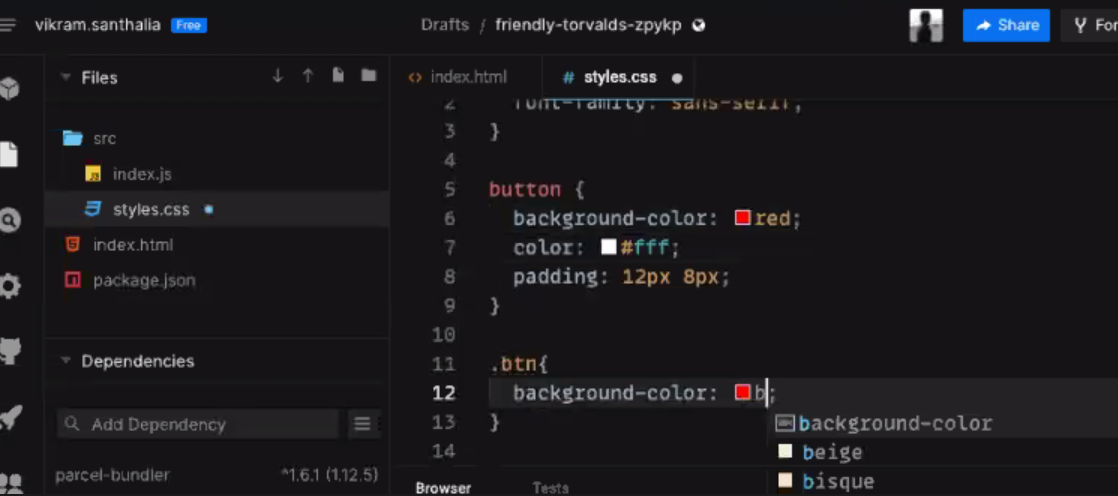 vikram.santhalia Free
Drafts / friendly-torvalds-zpykp
Share
Files
index.html
# styles.css
src
index.js
styles.css
index.html
package.json
2 font-family: sans-serif;
3 }
4
5 button {
6 background-color: red;
7 color: #fff;
8 padding: 12px 8px;
9 }
10
11 .btn{
12 background-color: b;
13 }
14
background-color
beige
bisque
Dependencies
Add Dependency
parcel-bundler ^1.6.1 (1.12.5)
Browser Tests